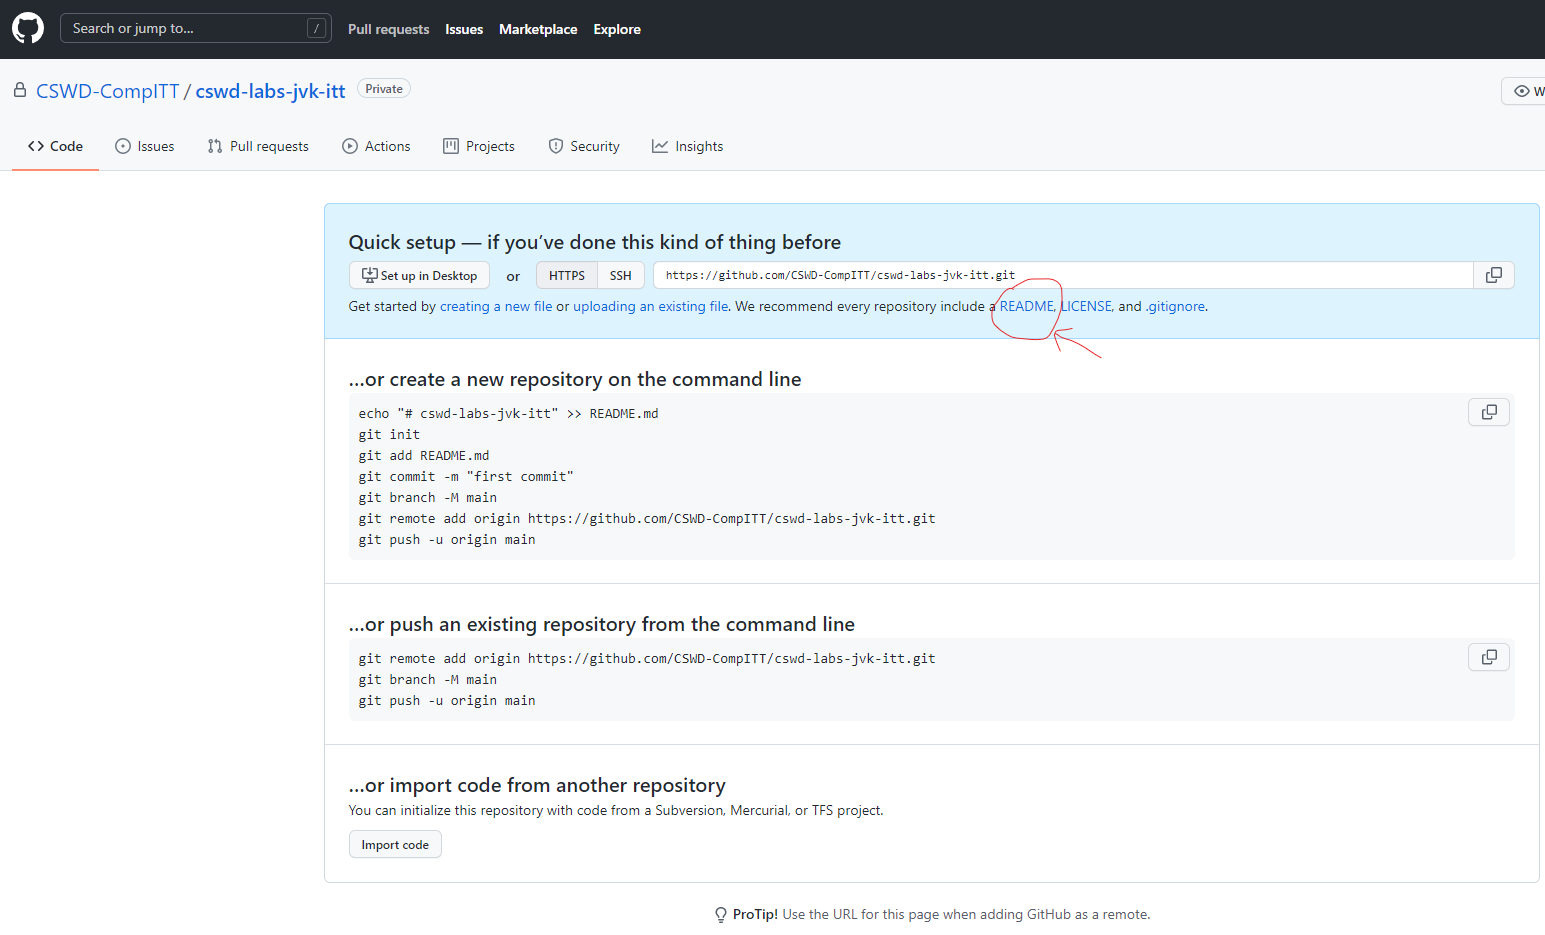 Search or jump to... /
Pull requests Issues Marketplace Explore
CSWD-CompITT / cswd-labs-jvk-itt Private
W
Code Issues Pull requests Actions Projects Security Insights
Quick setup — if you’ve done this kind of thing before
Set up in Desktop or HTTPS SSH https://github.com/CSWD-CompITT/cswd-labs-jvk-itt.git
Get started by creating a new file or uploading an existing file. We recommend every repository include a README, LICENSE, and .gitignore.
…or create a new repository on the command line
echo "# cswd-labs-jvk-itt" >> README.md
git init
git add README.md
git commit -m "first commit"
git branch -M main
git remote add origin https://github.com/CSWD-CompITT/cswd-labs-jvk-itt.git
git push -u origin main
…or push an existing repository from the command line
git remote add origin https://github.com/CSWD-CompITT/cswd-labs-jvk-itt.git
git branch -M main
git push -u origin main
…or import code from another repository
You can initialize this repository with code from a Subversion, Mercurial, or TFS project.
Import code
ProTip! Use the URL for this page when adding GitHub as a remote.